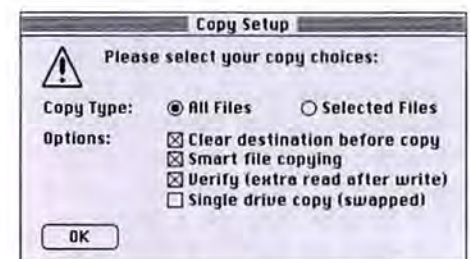 Copy Setup
Please select your copy choices:
Copy Type: All Files Selected Files
Options: Clear destination before copy
Smart file copying
Verify (extra read after write)
Single drive copy (swapped)
OK